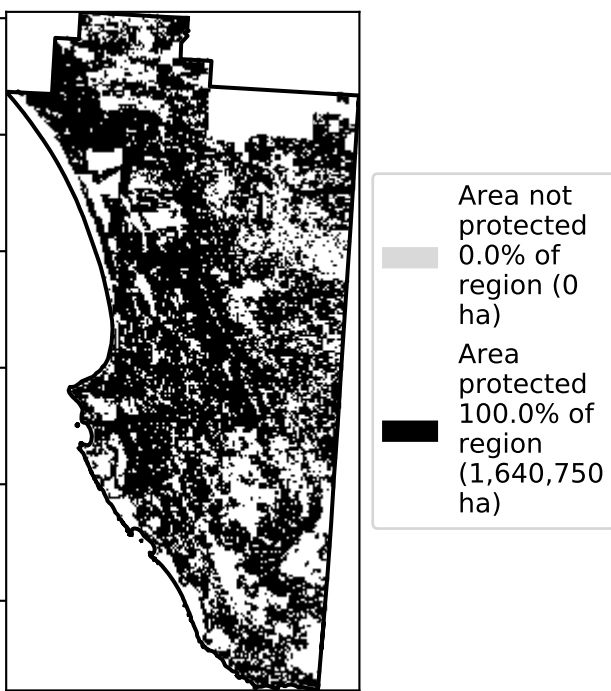 Area not
protected
0.0% of
region (0
ha)
Area
protected
100.0% of
region
(1,640,750
ha)